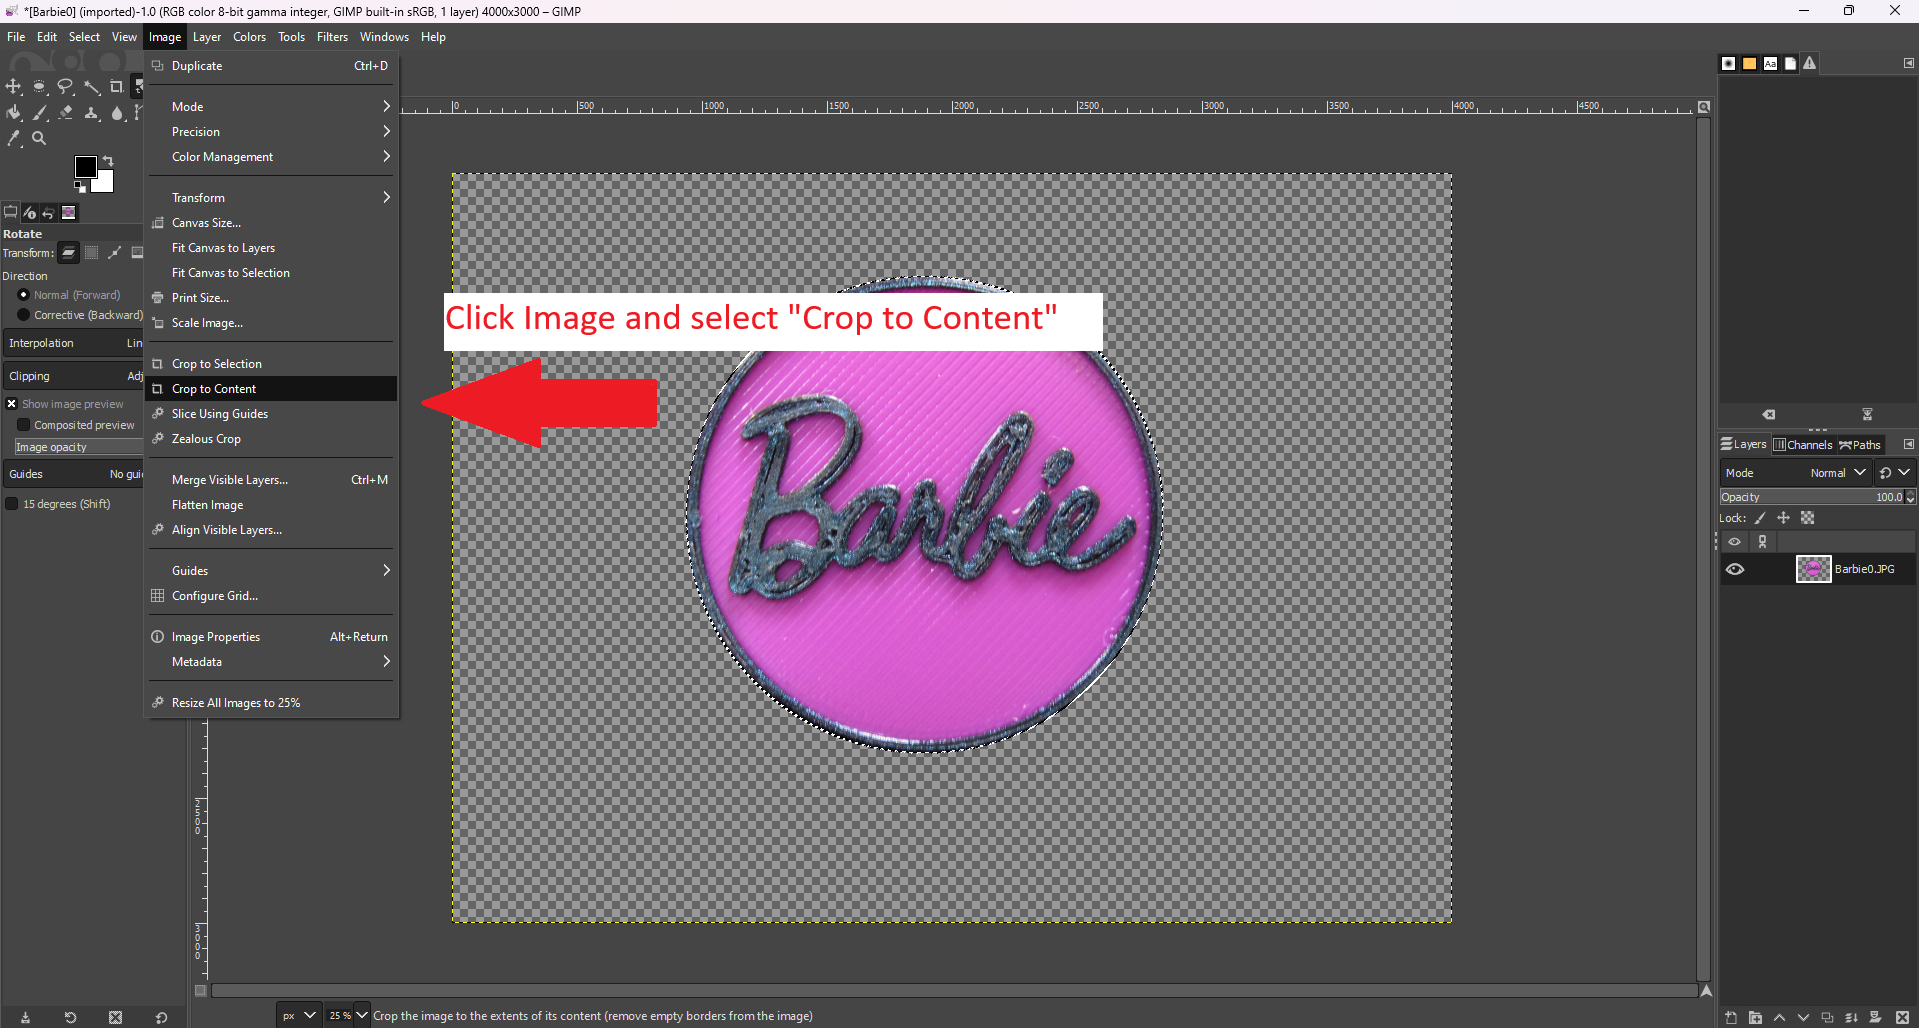 *[Barbie0] (imported)-1.0 (RGB color 8-bit gamma integer, GIMP built-in sRGB, 1 layer) 4000x3000 – GIMP
File Edit Select View Image Layer Colors Tools Filters Windows Help
Duplicate Ctrl+D
Mode
Precision
Color Management
Transform
Canvas Size...
Fit Canvas to Layers
Fit Canvas to Selection
Print Size...
Scale Image...
Crop to Selection
Crop to Content
Slice Using Guides
Zealous Crop
Merge Visible Layers... Ctrl+M
Flatten Image
Align Visible Layers...
Guides
Configure Grid...
Image Properties Alt+Return
Metadata
Resize All Images to 25%
Rotate
Transform:
Direction
Normal (Forward)
Corrective (Backward)
Interpolation Lin
Clipping Adj
Show image preview
Composited preview
Image opacity
Guides No gui
15 degrees (Shift)
0 500 1000 1500 2000 2500 3000 3500 4000 4500
Click Image and select "Crop to Content"
Barbie
2500
3000
px 25 % Crop the image to the extents of its content (remove empty borders from the image)
Aa
Layers Channels Paths
Mode Normal
Opacity 100.0
Lock:
Barbie0.JPG